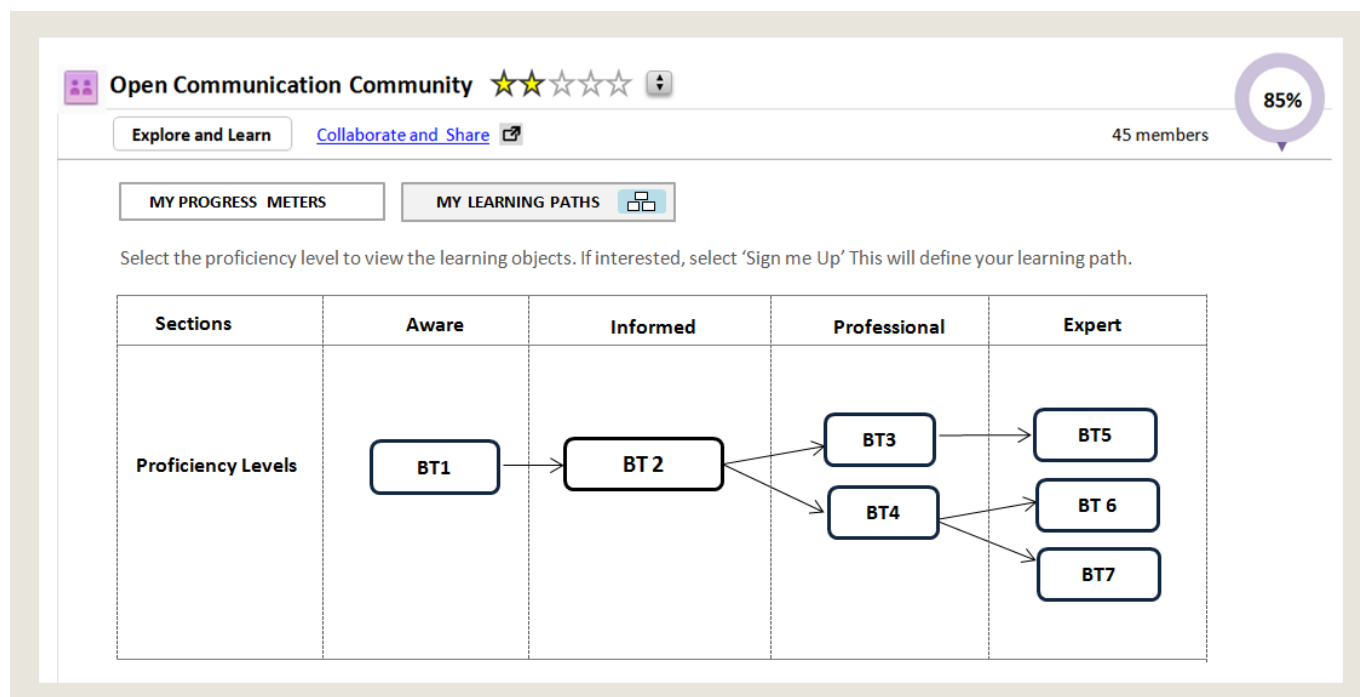 Open Communication Community
85%
Explore and Learn Collaborate and Share 45 members
MY PROGRESS METERS MY LEARNING PATHS
Select the proficiency level to view the learning objects. If interested, select ‘Sign me Up’ This will define your learning path.
Sections Aware Informed Professional Expert
Proficiency Levels BT1 BT 2 BT3 BT5
BT4 BT 6
BT7